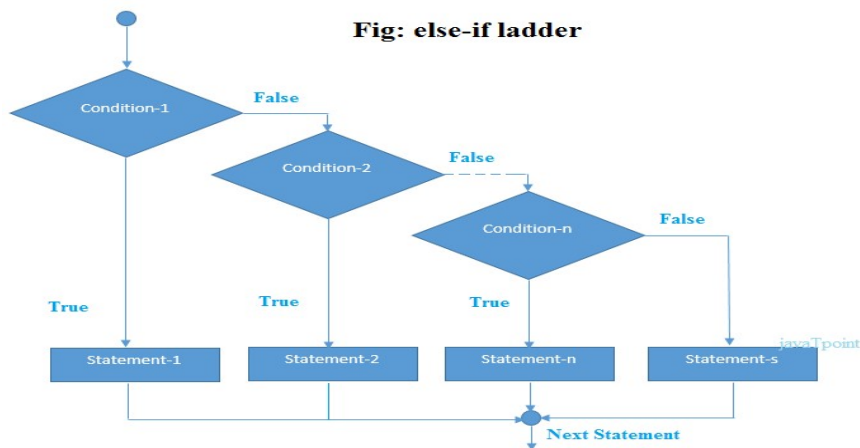 Fig: else-if ladder
Condition-1
False
Condition-2
False
Condition-n
False
True
True
True
Statement-1
Statement-2
Statement-n
Statement-s
javaTpoint
Next Statement